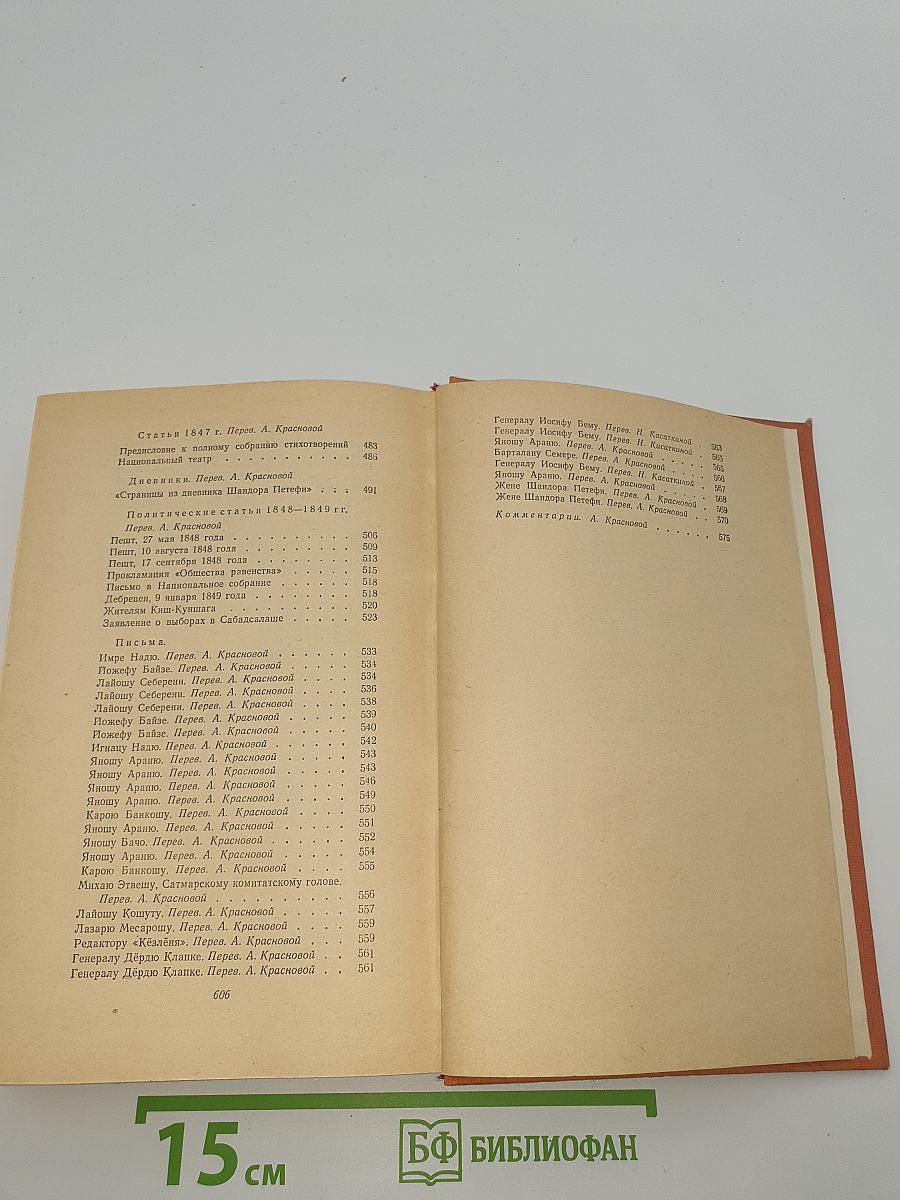 Статьи 1847 г. Перев. А. Красновой
Предисловие к полному собранию стихотворений 483
Национальный театр . . . . . . . . . 486
Дневники. Перев. А. Красновой
«Страницы из дневника Шандора Петефи» . . . 491
Политические статьи 1848—1849 гг.
Перев. А. Красновой
Пешт, 27 мая 1848 года . . . . . . . . . 506
Пешт, 10 августа 1848 года . . . . . . . . 509
Пешт, 17 сентября 1848 года . . . . . . . 513
Прокламация «Общества равенства» . . . . . 515
Письмо в Национальное собрание . . . . . . 518
Дебрецен, 9 января 1849 года . . . . . . . 518
Жителям Киш-Куншага . . . . . . . . . 520
Заявление о выборах в Сабадсалаше . . . . . 523
Письма.
Имре Надю. Перев. А. Красновой . . . . . . 533
Йожефу Байзе. Перев. А. Красновой . . . . . 534
Лайошу Себерени. Перев. А. Красновой . . . . 534
Лайошу Себерени. Перев. А. Красновой . . . . 536
Лайошу Себерени. Перев. А. Красновой . . . . 538
Йожефу Байзе. Перев. А. Красновой . . . . . 539
Йожефу Байзе. Перев. А. Красновой . . . . . 540
Игнацу Надю. Перев. А. Красновой . . . . . . 542
Яношу Араню. Перев. А. Красновой . . . . . 543
Яношу Араню. Перев. А. Красновой . . . . . 543
Яношу Араню. Перев. А. Красновой . . . . . 546
Яношу Араню. Перев. А. Красновой . . . . . 549
Карою Банкошу. Перев. А. Красновой . . . . 550
Яношу Араню. Перев. А. Красновой . . . . . 551
Яношу Бачо. Перев. А. Красновой . . . . . . 552
Яношу Араню. Перев. А. Красновой . . . . . 554
Карою Банкошу. Перев. А. Красновой . . . . 555
Михаю Этвешу, Сатмарскому комитатскому голове.
Перев. А. Красновой . . . . . . . . . . 556
Лайошу Кошуту. Перев. А. Красновой . . . . . 557
Лазарю Месарошу. Перев. А. Красновой . . . . 559
Редактору «Кёзлёня». Перев. А. Красновой . . . 559
Генералу Дёрдю Клапке. Перев. А. Красновой . . 561
Генералу Дёрдю Клапке. Перев. А. Красновой . . 561
606
Генералу Иосифу Бему. Перев. Н. Касаткиной . 563
Генералу Иосифу Бему. Перев. Н. Касаткиной . 565
Яношу Араню. Перев. А. Красновой . . . . . 565
Барталану Семере. Перев. А. Красновой . . . . 566
Генералу Иосифу Бему. Перев. Н. Касаткиной . 567
Яношу Араню. Перев. А. Красновой . . . . . 568
Жене Шандора Петефи. Перев. А. Красновой . . 569
Жене Шандора Петефи. Перев. А. Красновой . . 570
Комментарии. А. Красновой . . . . . . 575
15 см
БФ БИБЛИОФАН